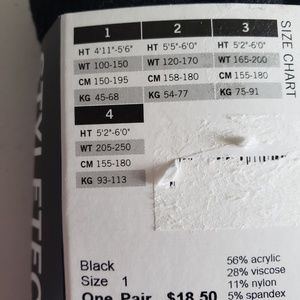 SIZE CHART
1 2 3
HT 4'11"-5'6" HT 5'5"-6'0" HT 5'2"-6'0"
WT 100-150 WT 120-170 WT 165-200
CM 150-195 CM 158-180 CM 155-180
KG 45-68 KG 54-77 KG 75-91
4
HT 5'2"-6'0"
WT 205-250
CM 155-180
KG 93-113
Black
Size 1
One Pair $18.50
56% acrylic
28% viscose
11% nylon
5% spandex